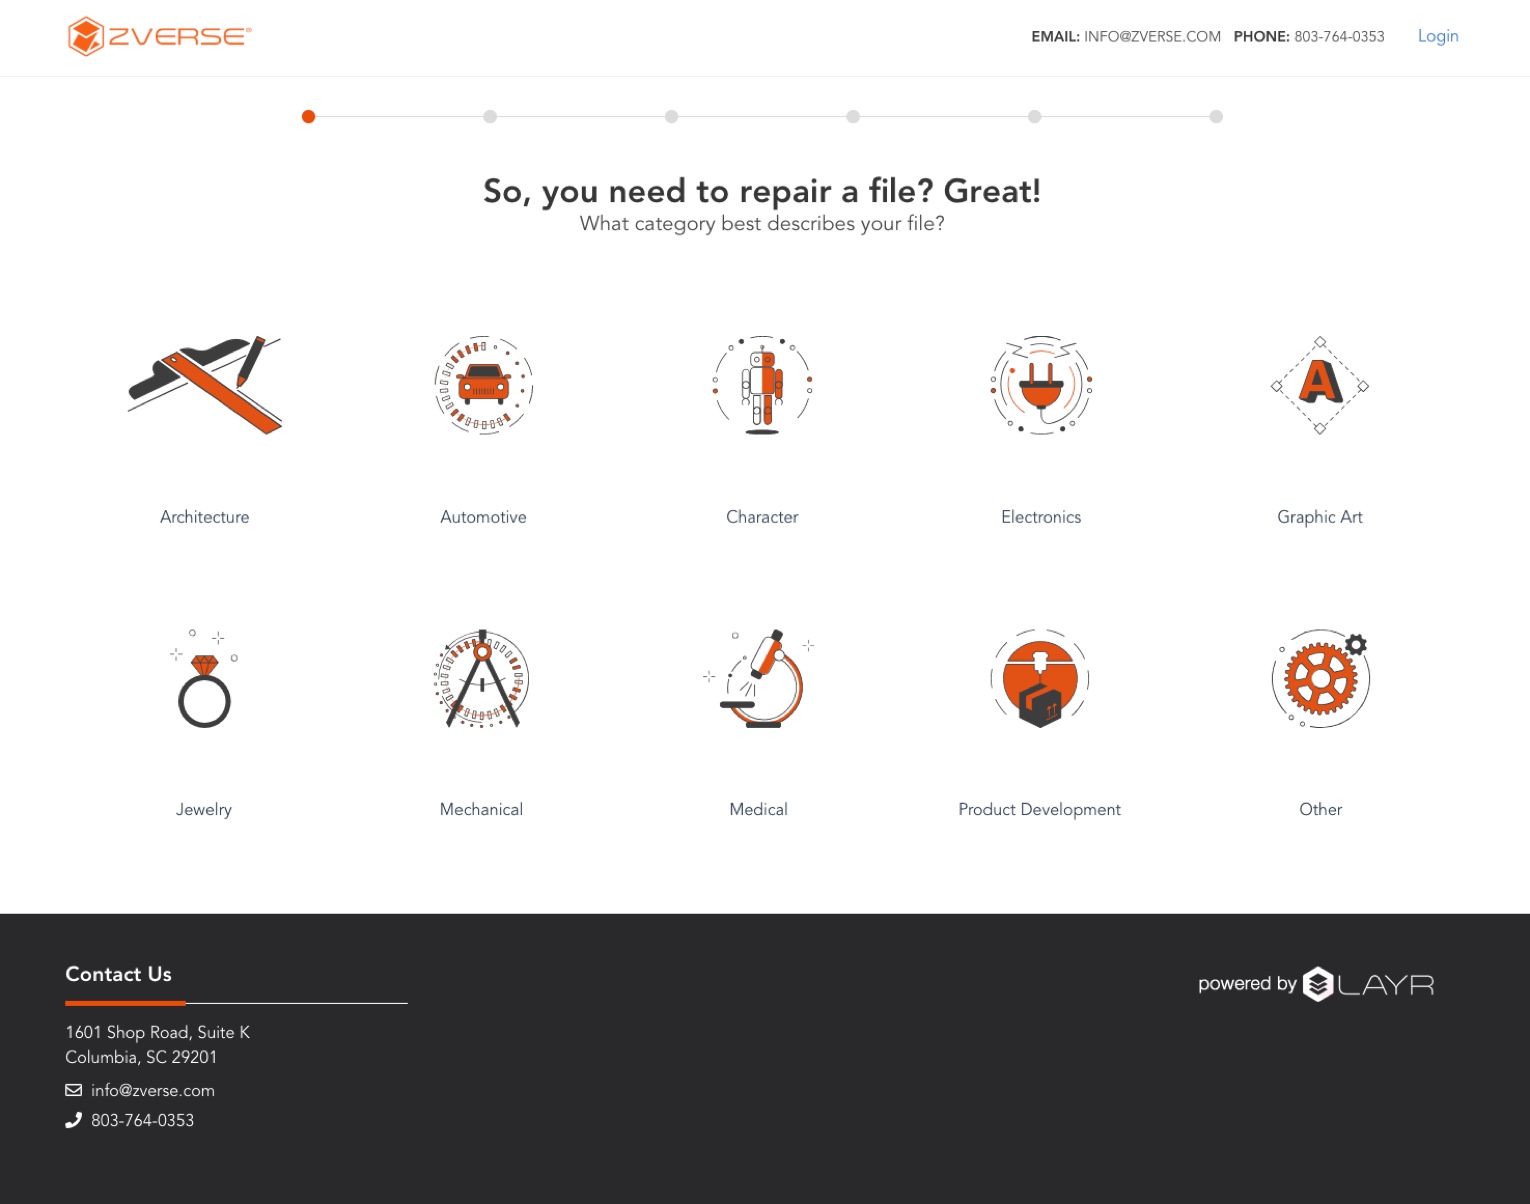 ZVERSE
EMAIL: INFO@ZVERSE.COM PHONE: 803-764-0353 Login
So, you need to repair a file? Great!
What category best describes your file?
A
Architecture Automotive Character Electronics Graphic Art
Jewelry Mechanical Medical Product Development Other
Contact Us
powered by LAYR
1601 Shop Road, Suite K
Columbia, SC 29201
info@zverse.com
803-764-0353